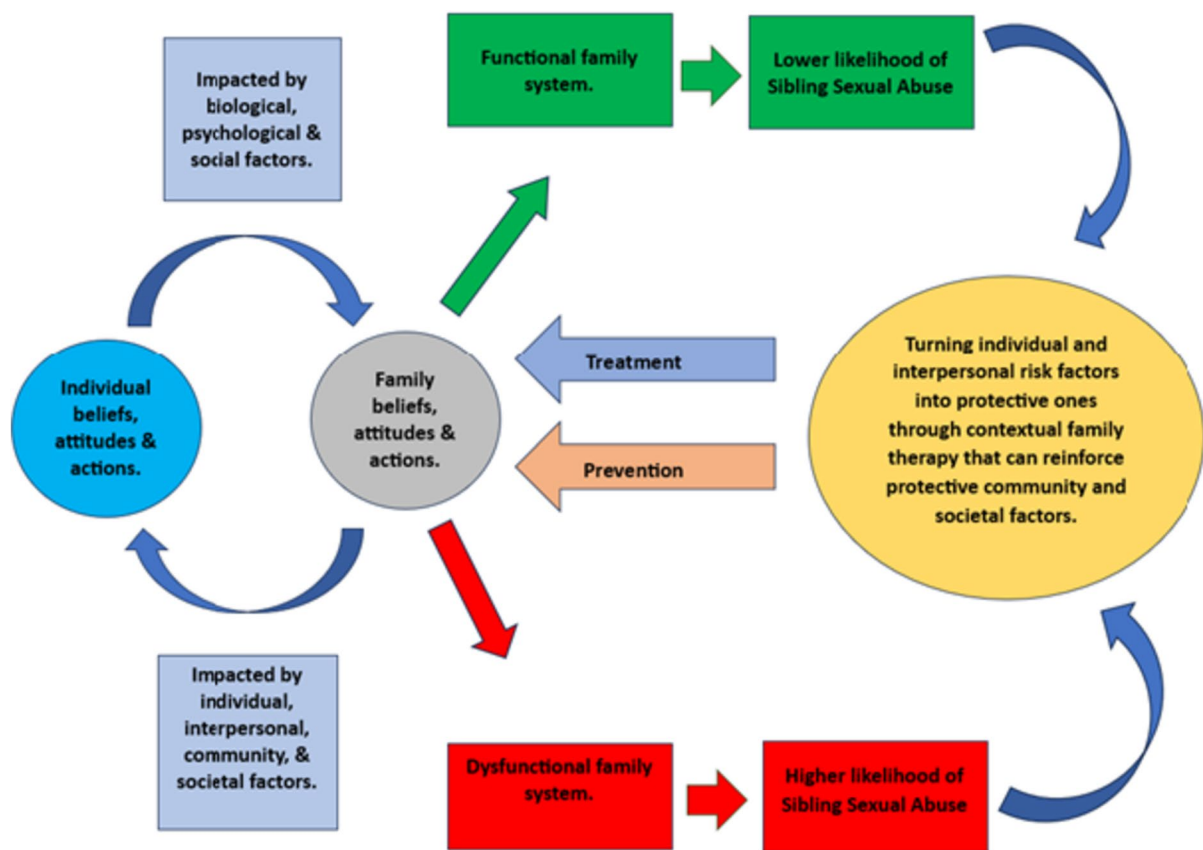 Impacted by
biological,
psychological &
social factors.
Functional family
system.
Lower likelihood of
Sibling Sexual Abuse
Individual
beliefs,
attitudes &
actions.
Family
beliefs,
attitudes &
actions.
Treatment
Prevention
Turning individual and
interpersonal risk factors
into protective ones
through contextual family
therapy that can reinforce
protective community and
societal factors.
Impacted by
individual,
interpersonal,
community, &
societal factors.
Dysfunctional family
system.
Higher likelihood of
Sibling Sexual Abuse